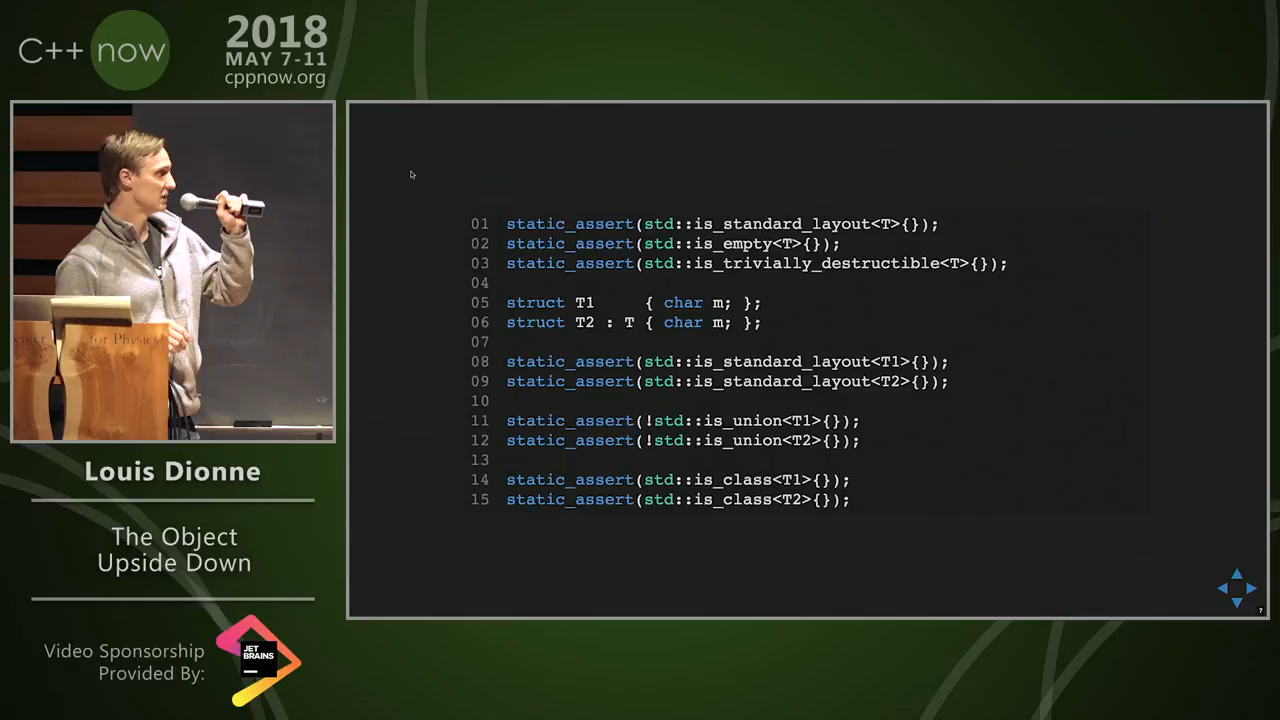 C++ now
2018
MAY 7-11
cppnow.org
for Physics
Louis Dionne
The Object
Upside Down
Video Sponsorship
Provided By:
JET
BRAINS
01 static_assert(std::is_standard_layout<T>{});
02 static_assert(std::is_empty<T>{});
03 static_assert(std::is_trivially_destructible<T>{});
04
05 struct T1     { char m; };
06 struct T2 : T { char m; };
07
08 static_assert(std::is_standard_layout<T1>{});
09 static_assert(std::is_standard_layout<T2>{});
10
11 static_assert(!std::is_union<T1>{});
12 static_assert(!std::is_union<T2>{});
13
14 static_assert(std::is_class<T1>{});
15 static_assert(std::is_class<T2>{});
7